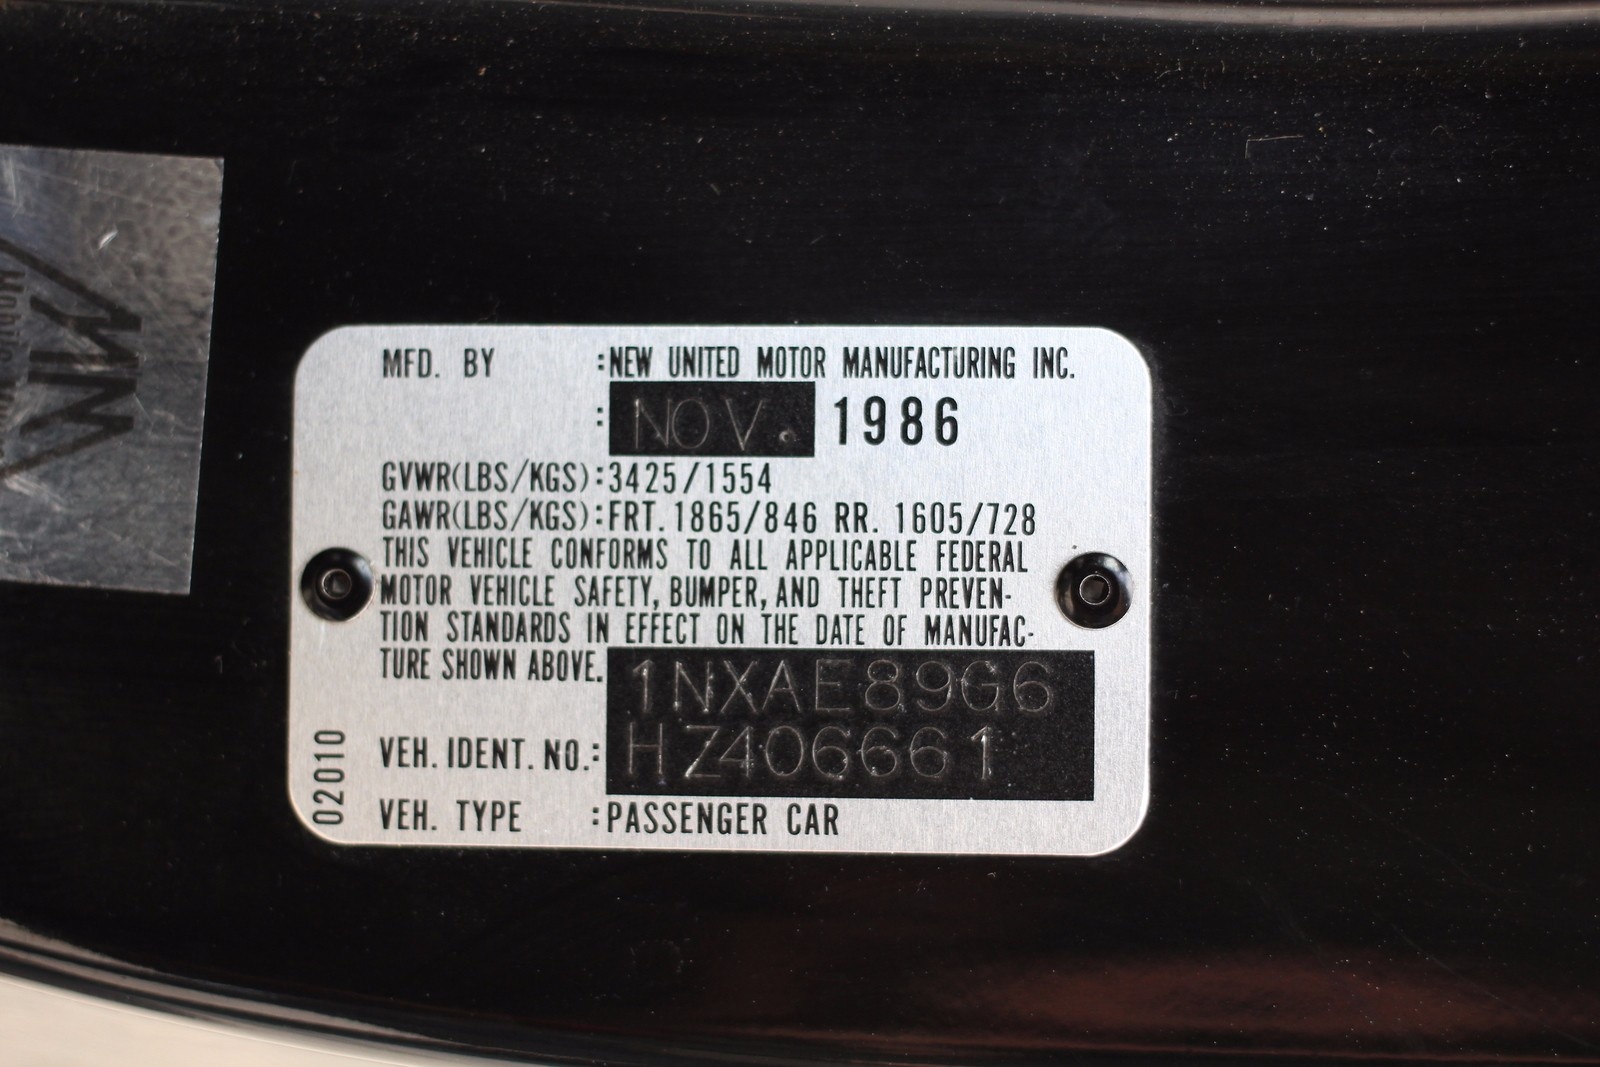 MFD. BY :NEW UNITED MOTOR MANUFACTURING INC.
: NOV. 1986
GVWR(LBS/KGS):3425/1554
GAWR(LBS/KGS):FRT. 1865/846 RR. 1605/728
THIS VEHICLE CONFORMS TO ALL APPLICABLE FEDERAL
MOTOR VEHICLE SAFETY, BUMPER, AND THEFT PREVEN-
TION STANDARDS IN EFFECT ON THE DATE OF MANUFAC-
TURE SHOWN ABOVE.
1NXAE89G6
VEH. IDENT. NO.: HZ406661
VEH. TYPE :PASSENGER CAR
02010